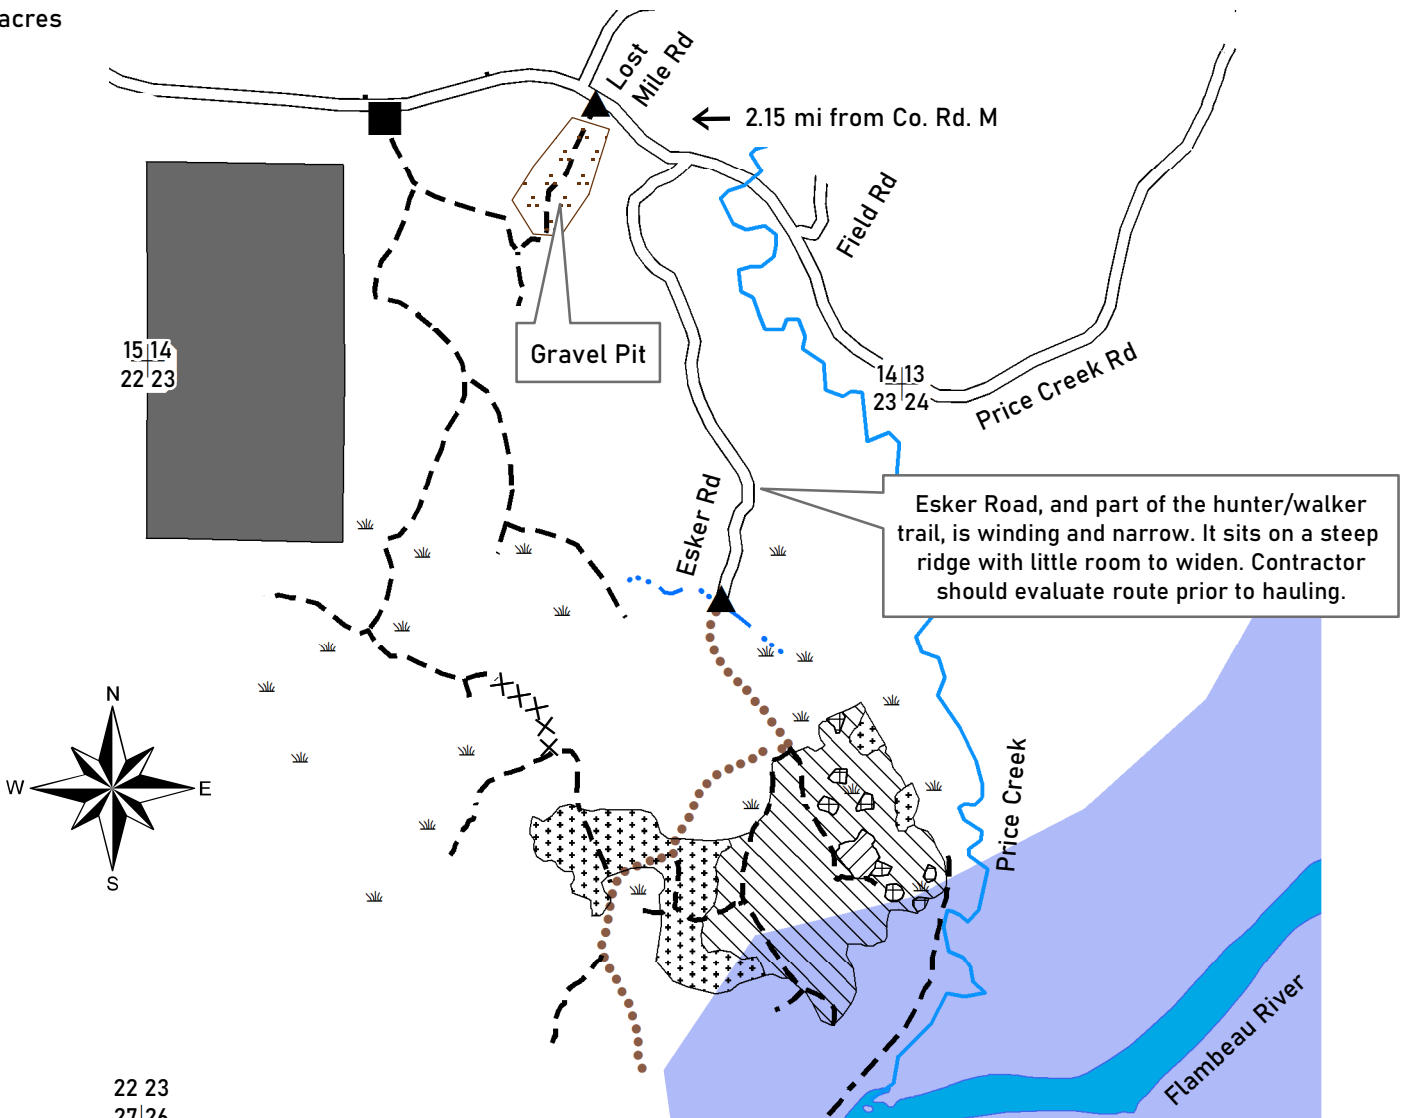 acres
Lost
Mile Rd
2.15 mi from Co. Rd. M
Field Rd
Gravel Pit
15 14
22 23
14 13
23 24
Price Creek Rd
Esker Rd
Esker Road, and part of the hunter/walker
trail, is winding and narrow. It sits on a steep
ridge with little room to widen. Contractor
should evaluate route prior to hauling.
N
W E
S
Price Creek
Flambeau River
22 23
27 26